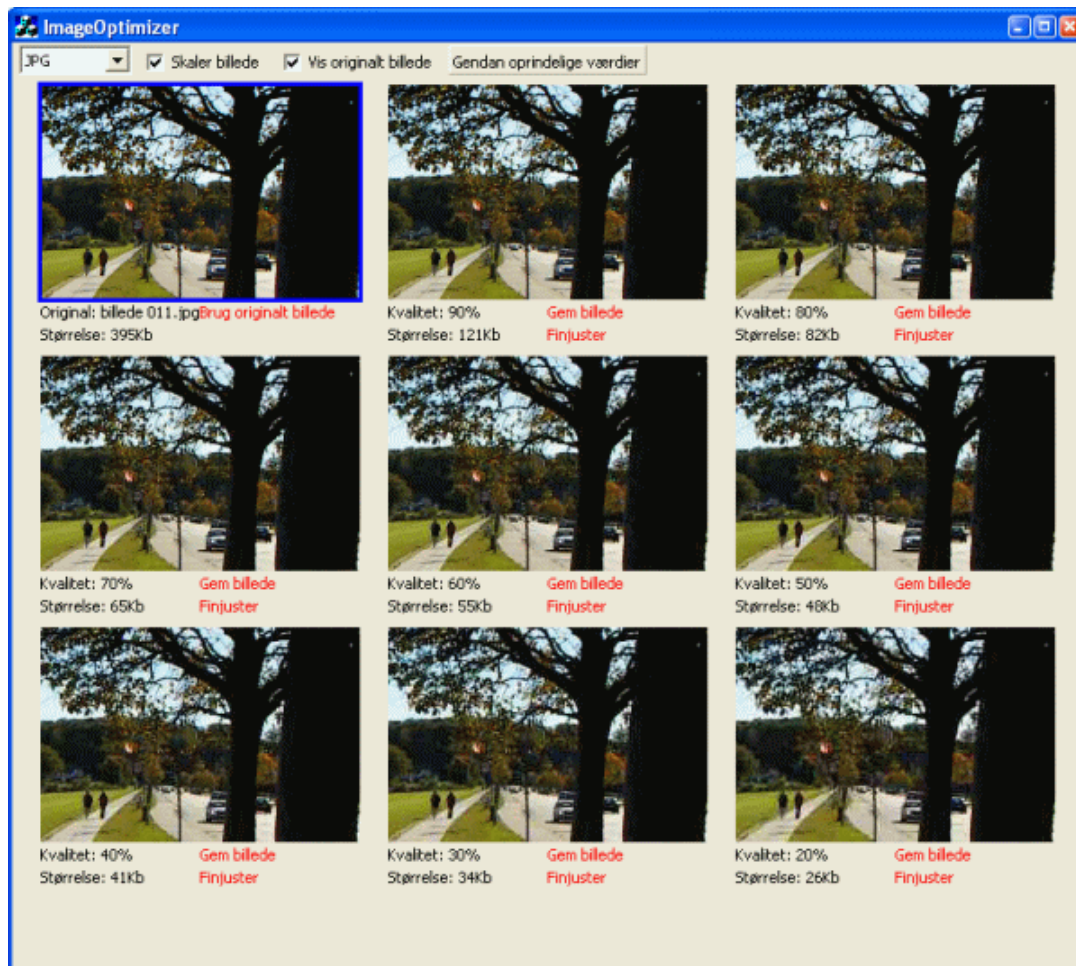 ImageOptimizer
JPG Skaler billede Vis originalt billede Gendan oprindelige værdier
Original: billede 011.jpg Brug originalt billede
Størrelse: 395Kb
Kvalitet: 90% Gem billede
Størrelse: 121Kb Finjuster
Kvalitet: 80% Gem billede
Størrelse: 82Kb Finjuster
Kvalitet: 70% Gem billede
Størrelse: 65Kb Finjuster
Kvalitet: 60% Gem billede
Størrelse: 55Kb Finjuster
Kvalitet: 50% Gem billede
Størrelse: 48Kb Finjuster
Kvalitet: 40% Gem billede
Størrelse: 41Kb Finjuster
Kvalitet: 30% Gem billede
Størrelse: 34Kb Finjuster
Kvalitet: 20% Gem billede
Størrelse: 26Kb Finjuster